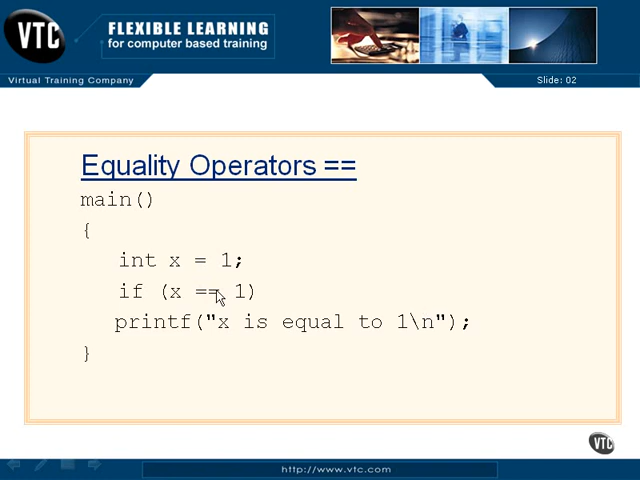 VTC
FLEXIBLE LEARNING
for computer based training
Virtual Training Company
Slide: 02
Equality Operators ==
main()
{
int x = 1;
if (x == 1)
printf("x is equal to 1\n");
}
VTC
http://www.vtc.com